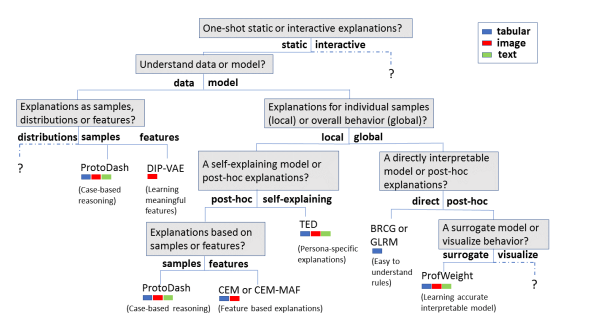 One-shot static or interactive explanations?
tabular
image
text
static interactive
Understand data or model?
?
data model
Explanations as samples,
distributions or features?
Explanations for individual samples
(local) or overall behavior (global)?
distributions samples features
local global
?
ProtoDash
(Case-based
reasoning)
DIP-VAE
(Learning
meaningful
features)
A self-explaining model or
post-hoc explanations?
A directly interpretable
model or post-hoc
explanations?
post-hoc self-explaining
direct post-hoc
Explanations based on
samples or features?
TED
(Persona-specific
explanations)
BRCG or
GLRM
(Easy to
understand
rules)
A surrogate model or
visualize behavior?
samples features
surrogate visualize
ProtoDash
(Case-based reasoning)
CEM or CEM-MAF
(Feature based explanations)
ProfWeight
(Learning accurate
interpretable model)
?